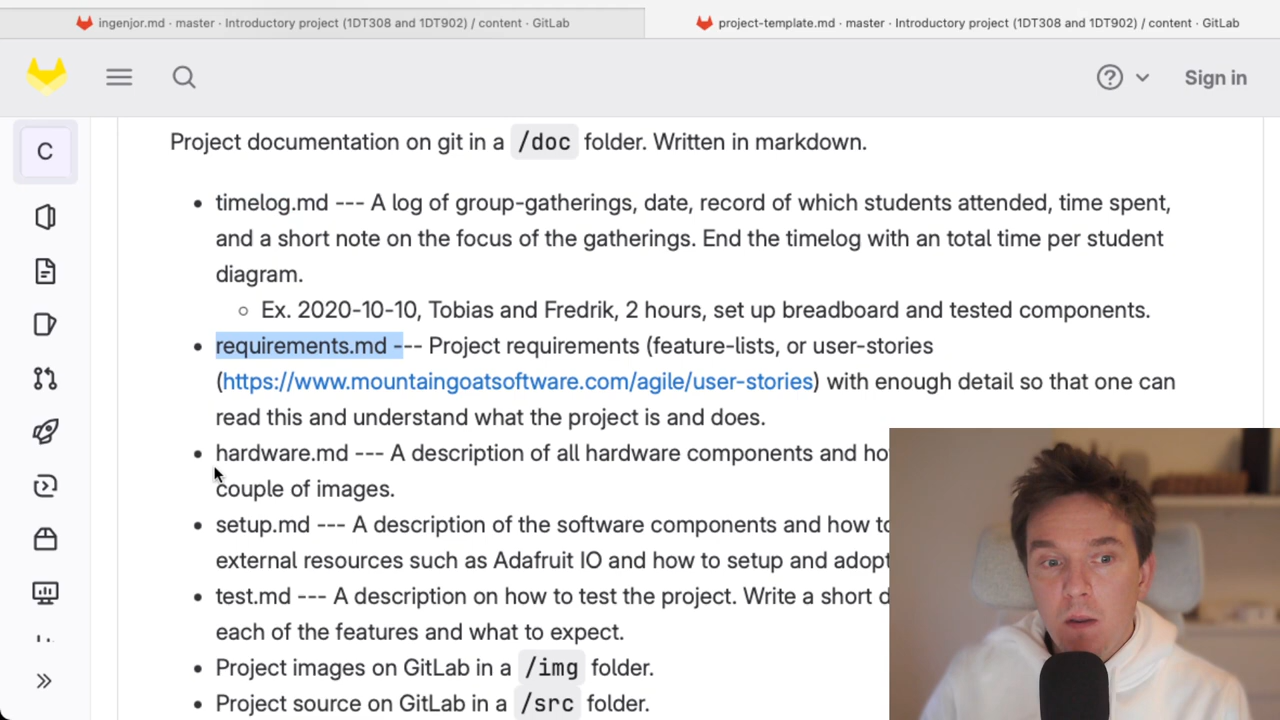 ingenjor.md · master · Introductory project (1DT308 and 1DT902) / content · GitLab
project-template.md · master · Introductory project (1DT308 and 1DT902) / content · GitLab
Sign in
C
Project documentation on git in a /doc folder. Written in markdown.
timelog.md --- A log of group-gatherings, date, record of which students attended, time spent,
and a short note on the focus of the gatherings. End the timelog with an total time per student
diagram.
Ex. 2020-10-10, Tobias and Fredrik, 2 hours, set up breadboard and tested components.
requirements.md --- Project requirements (feature-lists, or user-stories
(https://www.mountaingoatsoftware.com/agile/user-stories) with enough detail so that one can
read this and understand what the project is and does.
hardware.md --- A description of all hardware components and ho
couple of images.
setup.md --- A description of the software components and how to
external resources such as Adafruit IO and how to setup and adopt
test.md --- A description on how to test the project. Write a short d
each of the features and what to expect.
Project images on GitLab in a /img folder.
Project source on GitLab in a /src folder.